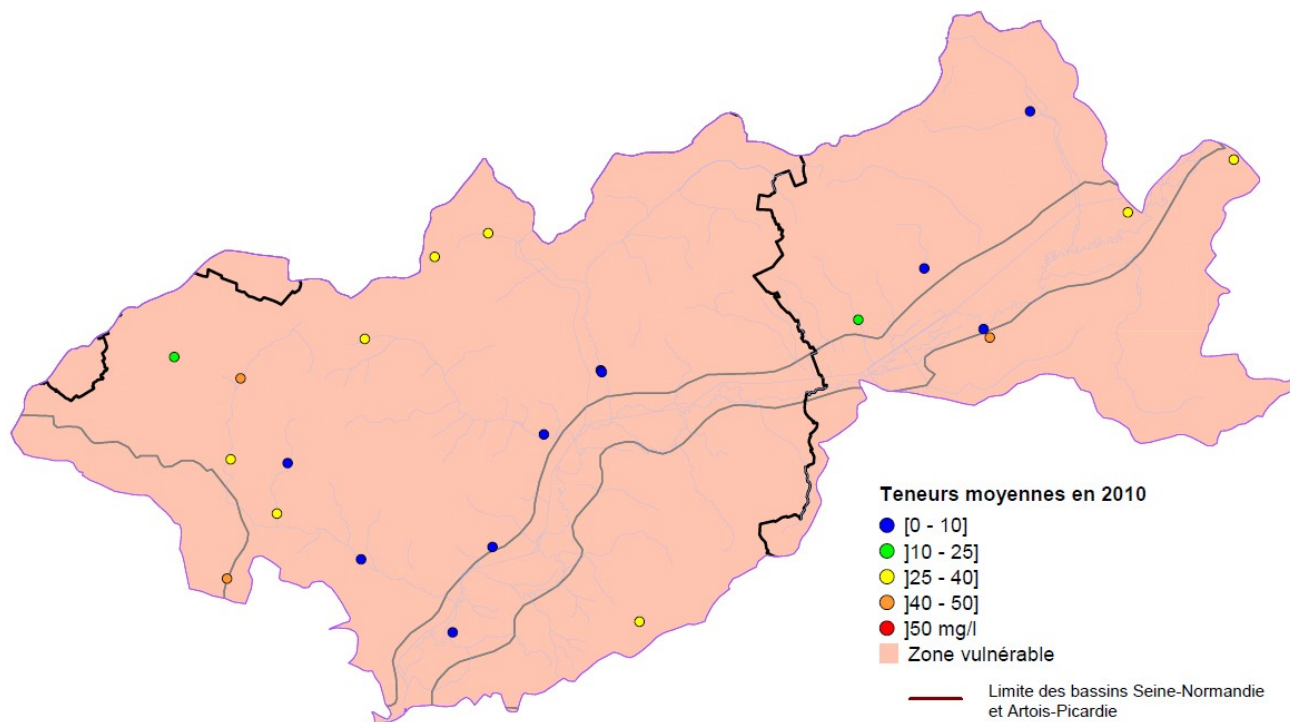 Teneurs moyennes en 2010
[0 - 10]
]10 - 25]
]25 - 40]
]40 - 50]
]50 mg/l
Zone vulnérable
Limite des bassins Seine-Normandie
et Artois-Picardie